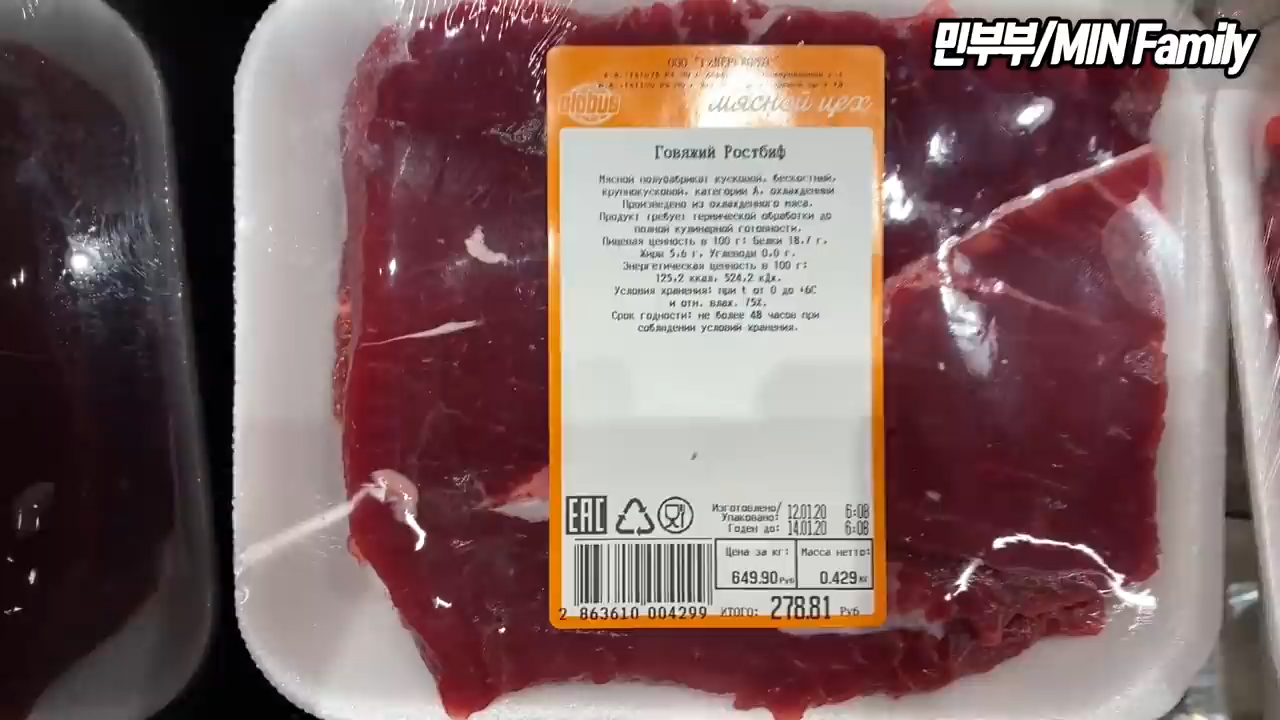 민부부/MIN Family
globus
мясной цех
Говяжий Ростбиф
Мясной полуфабрикат кусковой, бескостный,
крупнокусковой, категории А, охлажденный
Произведено из охлажденного мяса.
Продукт требует термической обработки до
полной кулинарной готовности.
Пищевая ценность в 100 г: Белки 18.7 г,
Жиры 5.6 г, Углеводы 0.0 г.
Энергетическая ценность в 100 г:
125,2 ккал, 524,2 кДж.
Условия хранения: при t от 0 до +6С
и отн. влаж. 75%.
Срок годности: не более 48 часов при
соблюдении условий хранения.
EAC
Изготовлено/
Упаковано: 12.01.20 6:08
Годен до: 14.01.20 6:08
Цена за кг: Масса нетто:
649.90 Руб 0.429 кг
2 863610 004299 ИТОГО: 278.81 Руб